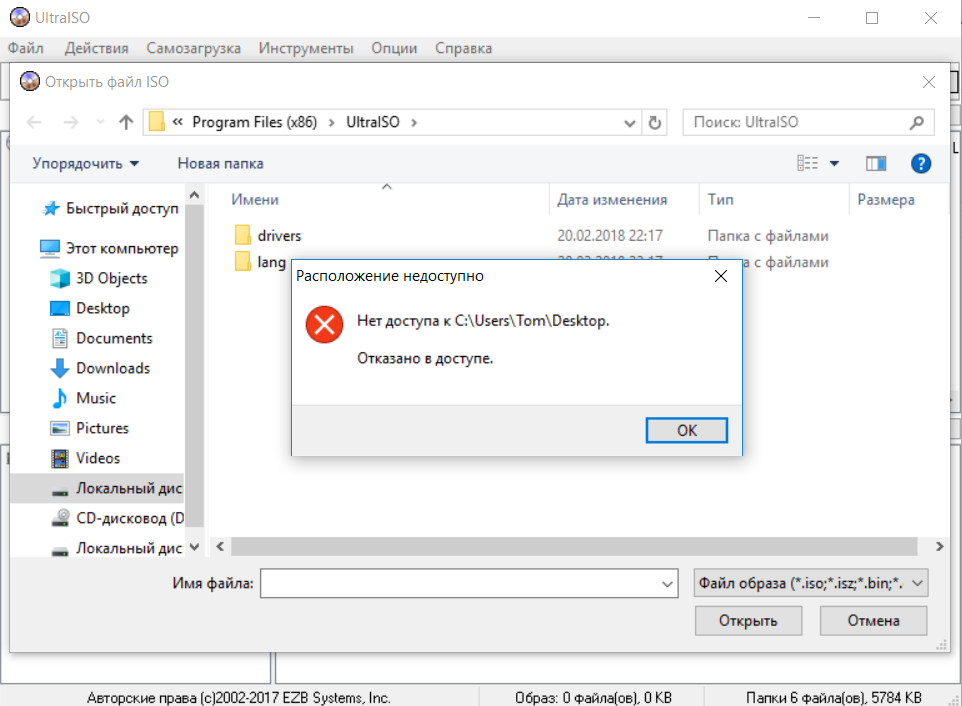 UltraISO
Файл Действия Самозагрузка Инструменты Опции Справка
Открыть файл ISO
« Program Files (x86) › UltraISO ›
Поиск: UltraISO
Упорядочить Новая папка
Имени Дата изменения Тип Размера
Быстрый доступ
Этот компьютер
3D Objects
Desktop
Documents
Downloads
Music
Pictures
Videos
Локальный дис
CD-дисковод (D
Локальный дис
drivers 20.02.2018 22:17 Папка с файлами
lang а с файлами
Расположение недоступно
Нет доступа к C:\Users\Tom\Desktop.
Отказано в доступе.
OK
Имя файла:
Файл образа (*.iso;*.isz;*.bin;*.
Открыть Отмена
Авторские права (c)2002-2017 EZB Systems, Inc. Образ: 0 файла(ов), 0 KB Папки 6 файла(ов), 5784 KB